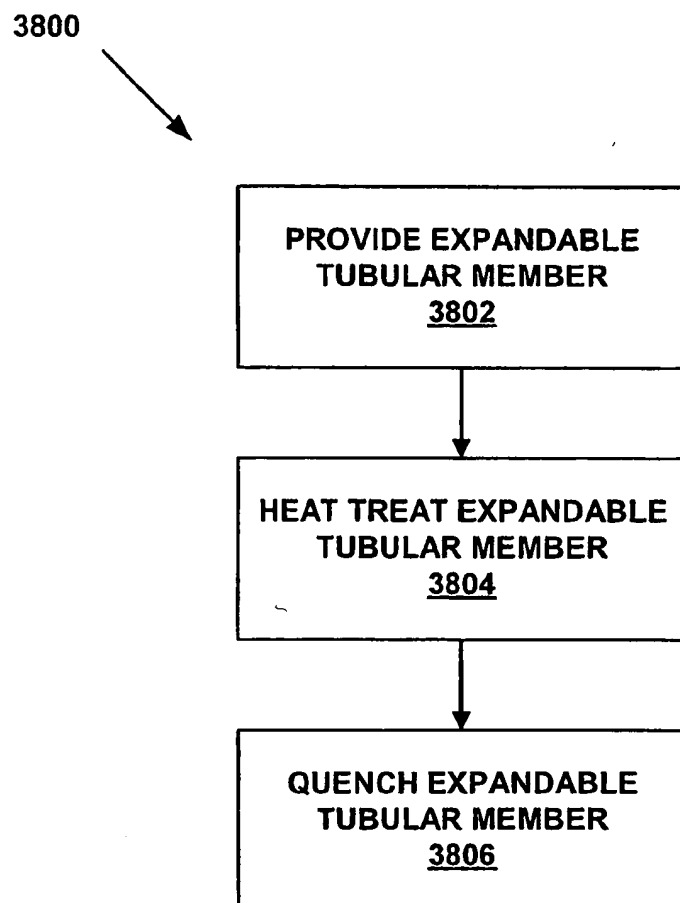 3800
PROVIDE EXPANDABLE
TUBULAR MEMBER
3802
HEAT TREAT EXPANDABLE
TUBULAR MEMBER
3804
QUENCH EXPANDABLE
TUBULAR MEMBER
3806